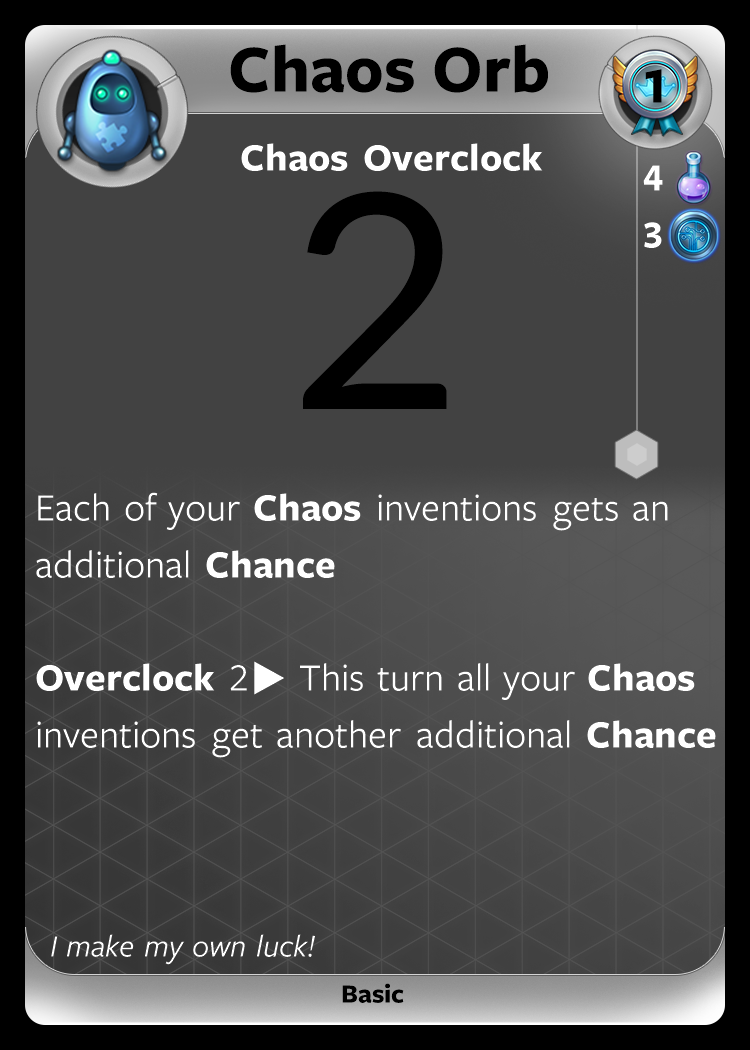 Chaos Orb
1
Chaos Overclock
4
3
2
Each of your Chaos inventions gets an
additional Chance
Overclock 2▶ This turn all your Chaos
inventions get another additional Chance
I make my own luck!
Basic